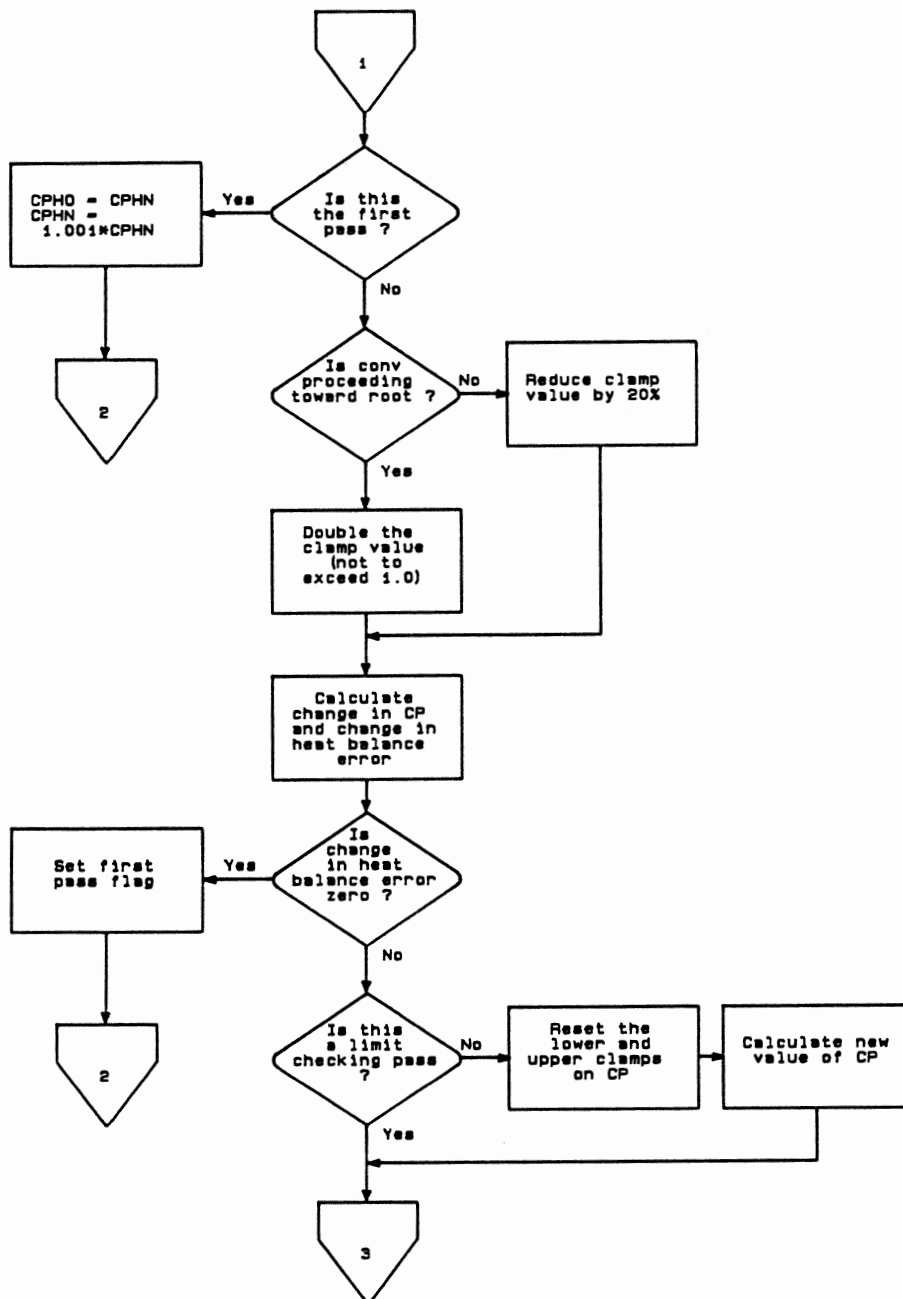 1
Is this
the first
pass ?
Yes
CPHO = CPHN
CPHN =
1.001*CPHN
No
2
Is conv
proceeding
toward root ?
No
Reduce clamp
value by 20%
Yes
Double the
clamp value
(not to
exceed 1.0)
Calculate
change in CP
and change in
heat balance
error
Is
change
in heat
balance error
zero ?
Yes
Set first
pass flag
No
2
Is this
a limit
checking pass
?
No
Reset the
lower and
upper clamps
on CP
Calculate new
value of CP
Yes
3